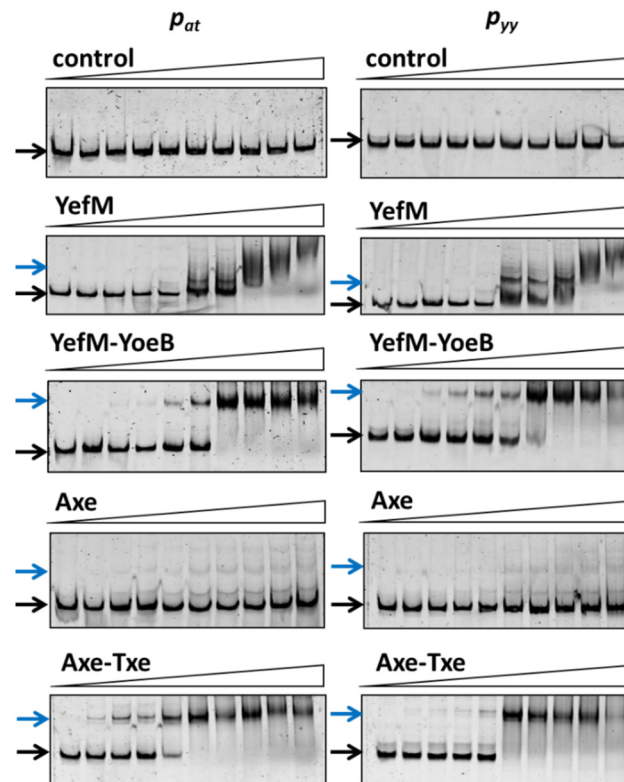 p_at p_yy
control control
YefM YefM
YefM-YoeB YefM-YoeB
Axe Axe
Axe-Txe Axe-Txe